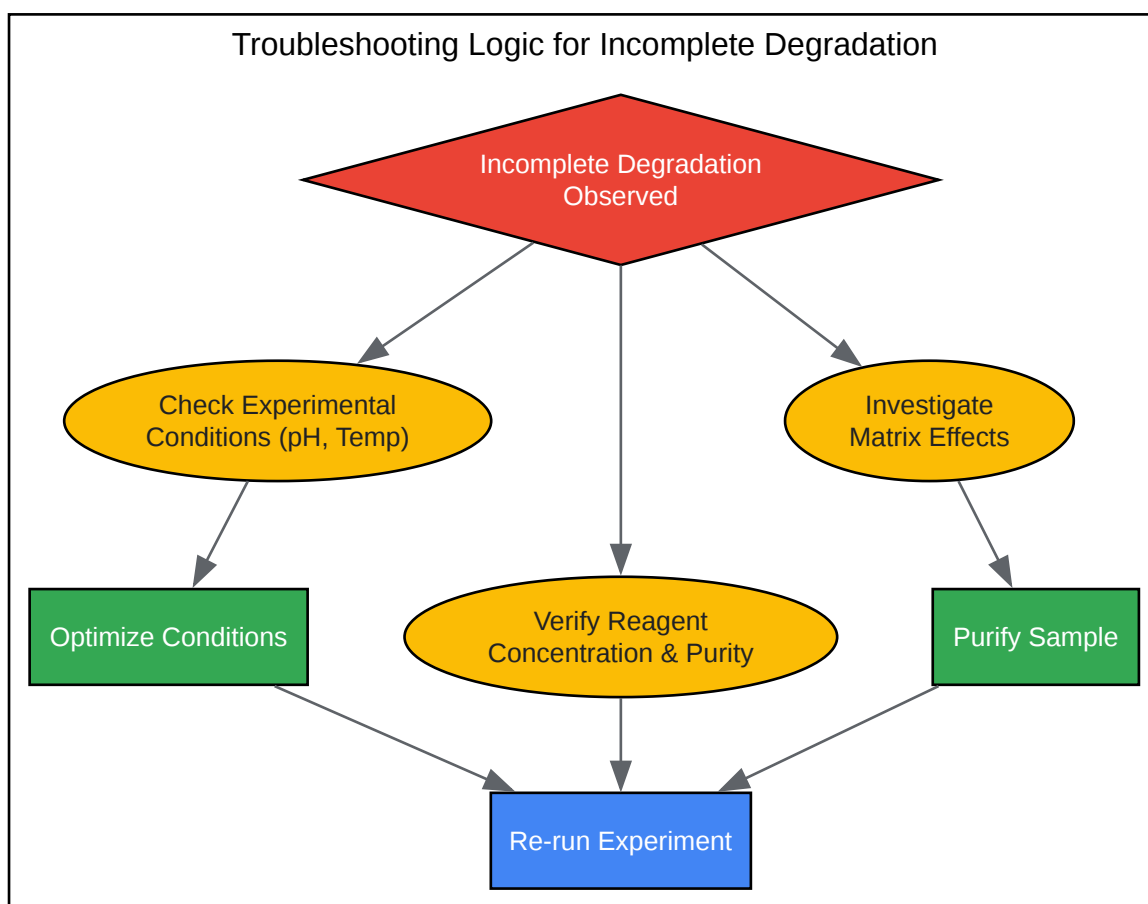 Troubleshooting Logic for Incomplete Degradation
Incomplete Degradation
Observed
Check Experimental
Conditions (pH, Temp)
Investigate
Matrix Effects
Optimize Conditions
Verify Reagent
Concentration & Purity
Purify Sample
Re-run Experiment